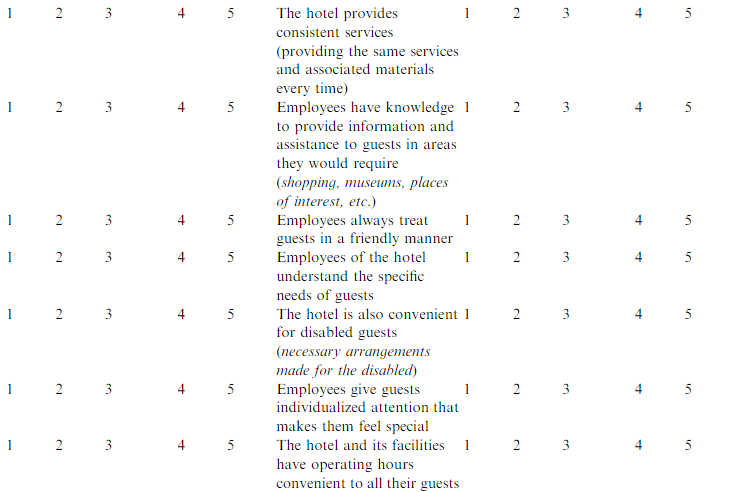 1 2 3 4 5 The hotel provides 1 2 3 4 5
consistent services
(providing the same services
and associated materials
every time)
1 2 3 4 5 Employees have knowledge 1 2 3 4 5
to provide information and
assistance to guests in areas
they would require
(shopping, museums, places
of interest, etc.)
1 2 3 4 5 Employees always treat 1 2 3 4 5
guests in a friendly manner
1 2 3 4 5 Employees of the hotel 1 2 3 4 5
understand the specific
needs of guests
1 2 3 4 5 The hotel is also convenient 1 2 3 4 5
for disabled guests
(necessary arrangements
made for the disabled)
1 2 3 4 5 Employees give guests 1 2 3 4 5
individualized attention that
makes them feel special
1 2 3 4 5 The hotel and its facilities 1 2 3 4 5
have operating hours
convenient to all their guests